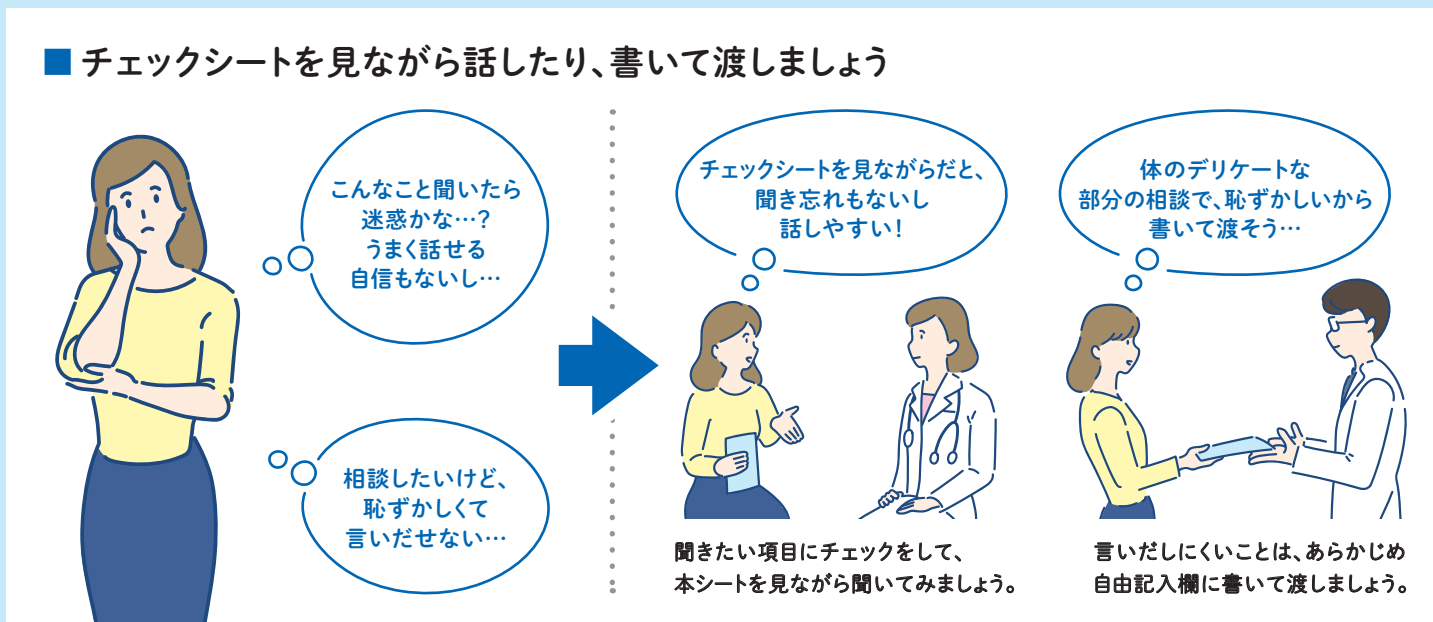 ■ チェックシートを見ながら話したり、書いて渡しましょう
こんなこと聞いたら
迷惑かな…?
うまく話せる
自信もないし…
相談したいけど、
恥ずかしくて
言いだせない…
チェックシートを見ながらだと、
聞き忘れもないし
話しやすい!
聞きたい項目にチェックをして、
本シートを見ながら聞いてみましょう。
体のデリケートな
部分の相談で、恥ずかしいから
書いて渡そう…
言いだしにくいことは、あらかじめ
自由記入欄に書いて渡しましょう。